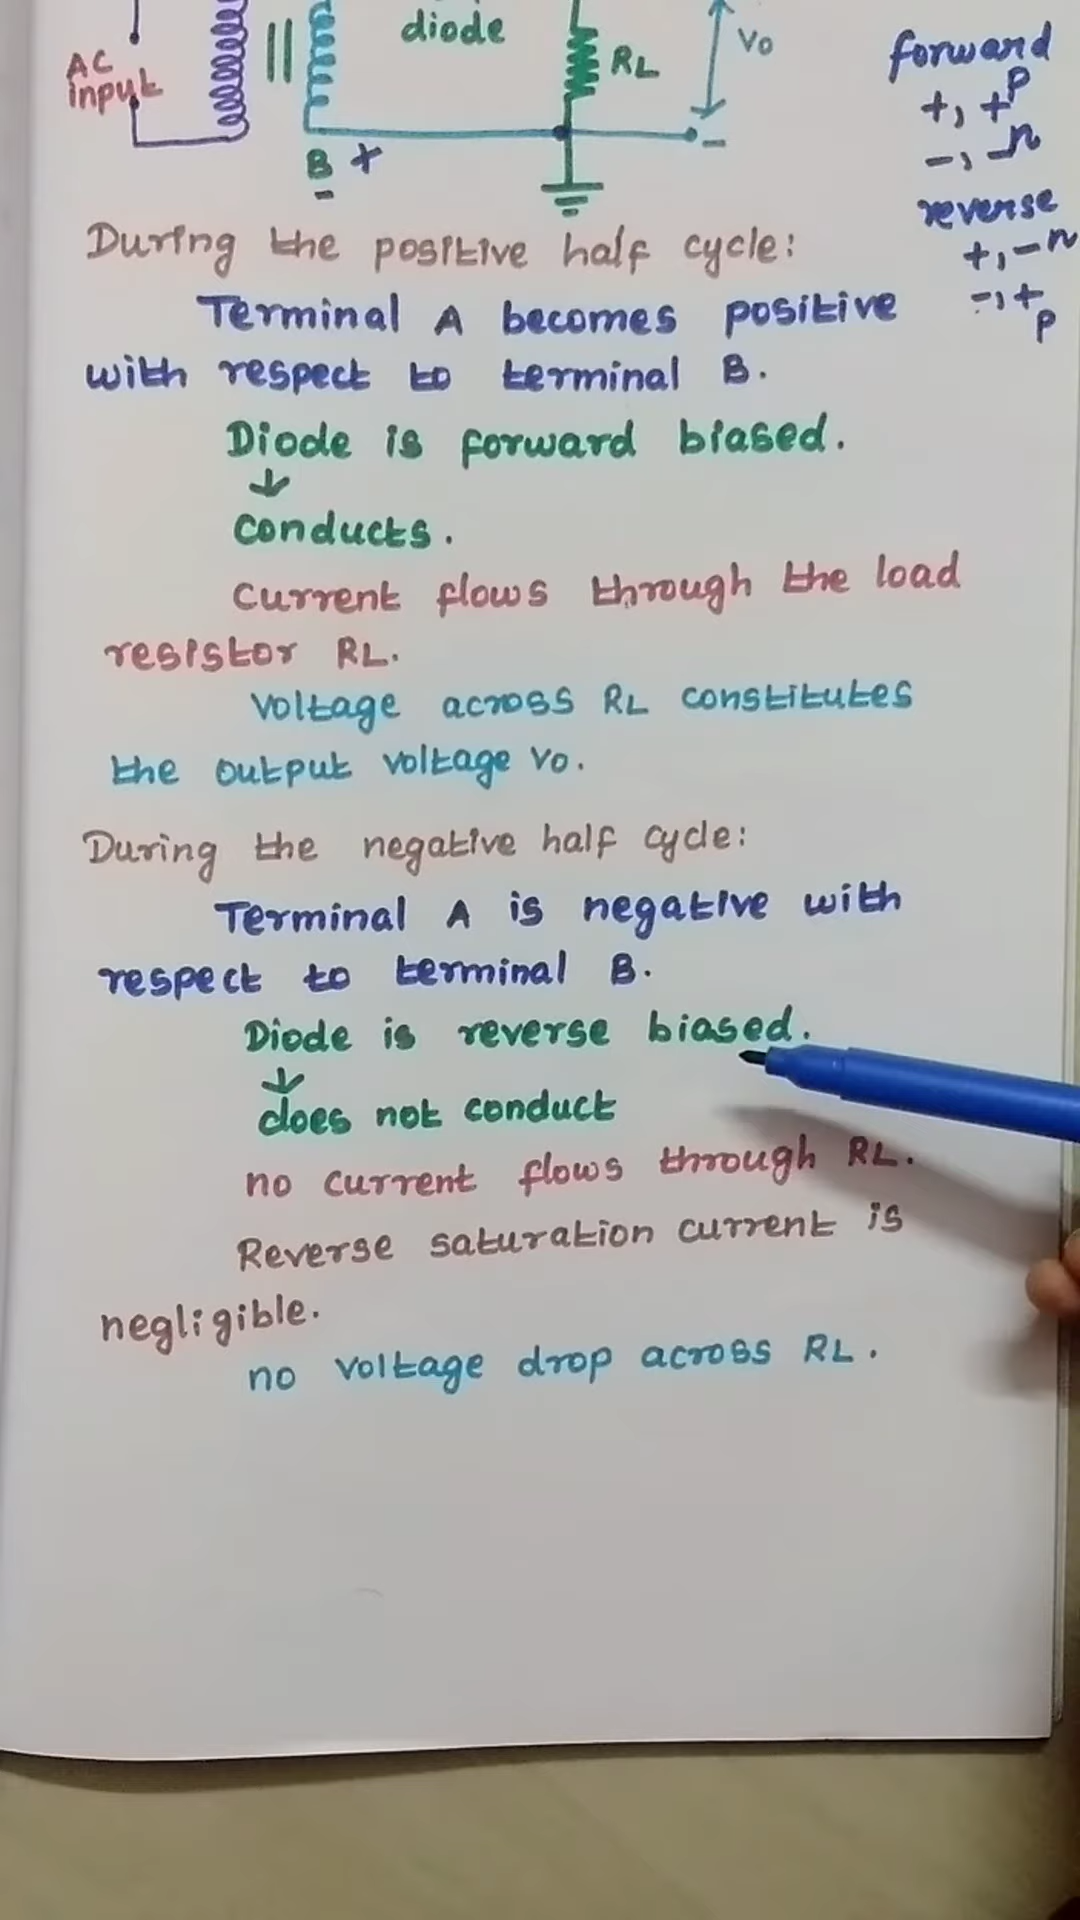 diode
RL
Vo
AC
input
B +
-
-
forward
+, +P
-, -n
reverse
+, -n
-, +P
During the positive half cycle:
Terminal A becomes positive
with respect to terminal B.
Diode is forward biased.
↓
conducts.
current flows through the load
resistor RL.
Voltage across RL constitutes
the output voltage Vo.
During the negative half cycle:
Terminal A is negative with
respect to terminal B.
Diode is reverse biased.
↓
does not conduct
no current flows through RL.
Reverse saturation current is
negligible.
no voltage drop across RL.